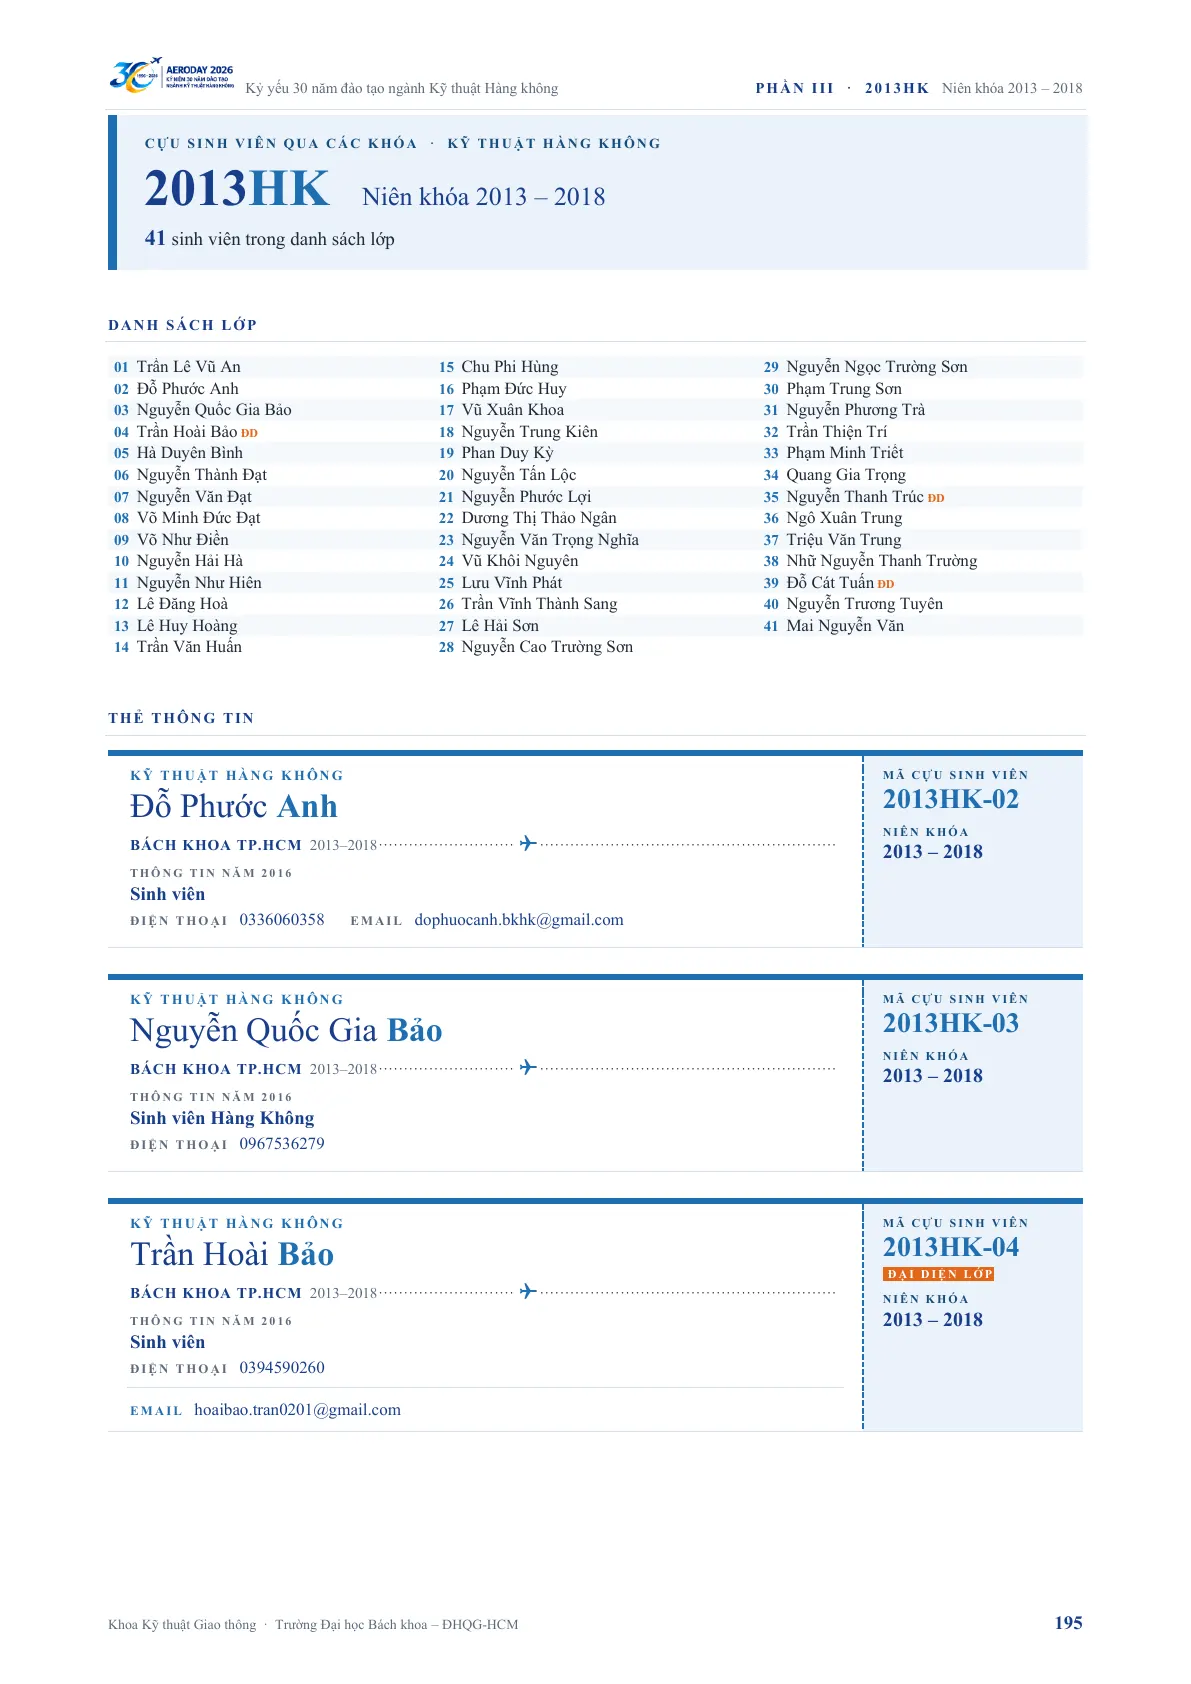 30 1996 - 2026 AERODAY 2026
KỶ NIỆM 30 NĂM ĐÀO TẠO
NGÀNH KỸ THUẬT HÀNG KHÔNG
Kỷ yếu 30 năm đào tạo ngành Kỹ thuật Hàng không
PHẦN III · 2013HK Niên khóa 2013 – 2018
CỰU SINH VIÊN QUA CÁC KHÓA · KỸ THUẬT HÀNG KHÔNG
2013HK Niên khóa 2013 – 2018
41 sinh viên trong danh sách lớp
DANH SÁCH LỚP
01 Trần Lê Vũ An
02 Đỗ Phước Anh
03 Nguyễn Quốc Gia Bảo
04 Trần Hoài Bảo ĐD
05 Hà Duyên Bình
06 Nguyễn Thành Đạt
07 Nguyễn Văn Đạt
08 Võ Minh Đức Đạt
09 Võ Như Điền
10 Nguyễn Hải Hà
11 Nguyễn Như Hiên
12 Lê Đăng Hoà
13 Lê Huy Hoàng
14 Trần Văn Huấn
15 Chu Phi Hùng
16 Phạm Đức Huy
17 Vũ Xuân Khoa
18 Nguyễn Trung Kiên
19 Phan Duy Kỳ
20 Nguyễn Tấn Lộc
21 Nguyễn Phước Lợi
22 Dương Thị Thảo Ngân
23 Nguyễn Văn Trọng Nghĩa
24 Vũ Khôi Nguyên
25 Lưu Vĩnh Phát
26 Trần Vĩnh Thành Sang
27 Lê Hải Sơn
28 Nguyễn Cao Trường Sơn
29 Nguyễn Ngọc Trường Sơn
30 Phạm Trung Sơn
31 Nguyễn Phương Trà
32 Trần Thiện Trí
33 Phạm Minh Triết
34 Quang Gia Trọng
35 Nguyễn Thanh Trúc ĐD
36 Ngô Xuân Trung
37 Triệu Văn Trung
38 Nhữ Nguyễn Thanh Trường
39 Đỗ Cát Tuấn ĐD
40 Nguyễn Trương Tuyên
41 Mai Nguyễn Văn
THẺ THÔNG TIN
KỸ THUẬT HÀNG KHÔNG
Đỗ Phước Anh
BÁCH KHOA TP.HCM 2013–2018
THÔNG TIN NĂM 2016
Sinh viên
ĐIỆN THOẠI 0336060358 EMAIL dophuocanh.bkhk@gmail.com
MÃ CỰU SINH VIÊN
2013HK-02
NIÊN KHÓA
2013 – 2018
KỸ THUẬT HÀNG KHÔNG
Nguyễn Quốc Gia Bảo
BÁCH KHOA TP.HCM 2013–2018
THÔNG TIN NĂM 2016
Sinh viên Hàng Không
ĐIỆN THOẠI 0967536279
MÃ CỰU SINH VIÊN
2013HK-03
NIÊN KHÓA
2013 – 2018
KỸ THUẬT HÀNG KHÔNG
Trần Hoài Bảo
BÁCH KHOA TP.HCM 2013–2018
THÔNG TIN NĂM 2016
Sinh viên
ĐIỆN THOẠI 0394590260
EMAIL hoaibao.tran0201@gmail.com
MÃ CỰU SINH VIÊN
2013HK-04
ĐẠI DIỆN LỚP
NIÊN KHÓA
2013 – 2018
Khoa Kỹ thuật Giao thông · Trường Đại học Bách khoa – ĐHQG-HCM
195